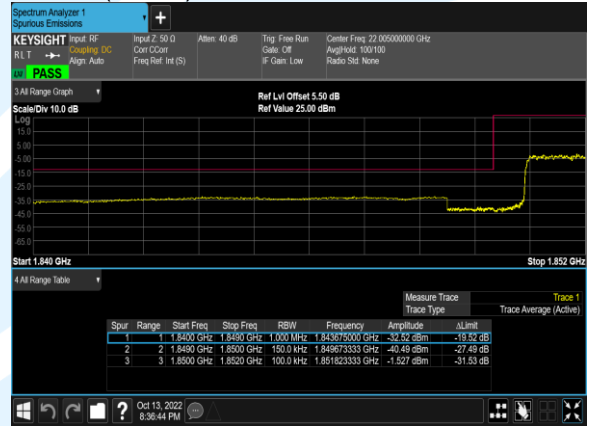 Spectrum Analyzer 1
Spurious Emissions
+
KEYSIGHT Input: RF Input Z: 50 Ω Atten: 40 dB Trig: Free Run Center Freq: 22.005000000 GHz
RLT Coupling: DC Corr CCorr Gate: Off Avg|Hold: 100/100
Align: Auto Freq Ref: Int (S) IF Gain: Low Radio Std: None
PASS
3 All Range Graph
Ref Lvl Offset 5.50 dB
Scale/Div 10.0 dB Ref Value 25.00 dBm
Log
15.0
5.00
-5.00
-15.0
-25.0
-35.0
-45.0
-55.0
-65.0
Start 1.840 GHz Stop 1.852 GHz
4 All Range Table
Measure Trace Trace 1
Trace Type Trace Average (Active)
Spur Range Start Freq Stop Freq RBW Frequency Amplitude ΔLimit
1 1 1.8400 GHz 1.8490 GHz 1.000 MHz 1.843675000 GHz -32.52 dBm -19.52 dB
2 2 1.8490 GHz 1.8500 GHz 150.0 kHz 1.849673333 GHz -40.49 dBm -27.49 dB
3 3 1.8500 GHz 1.8520 GHz 100.0 kHz 1.851823333 GHz -1.527 dBm -31.53 dB
? Oct 13, 2022
8:36:44 PM